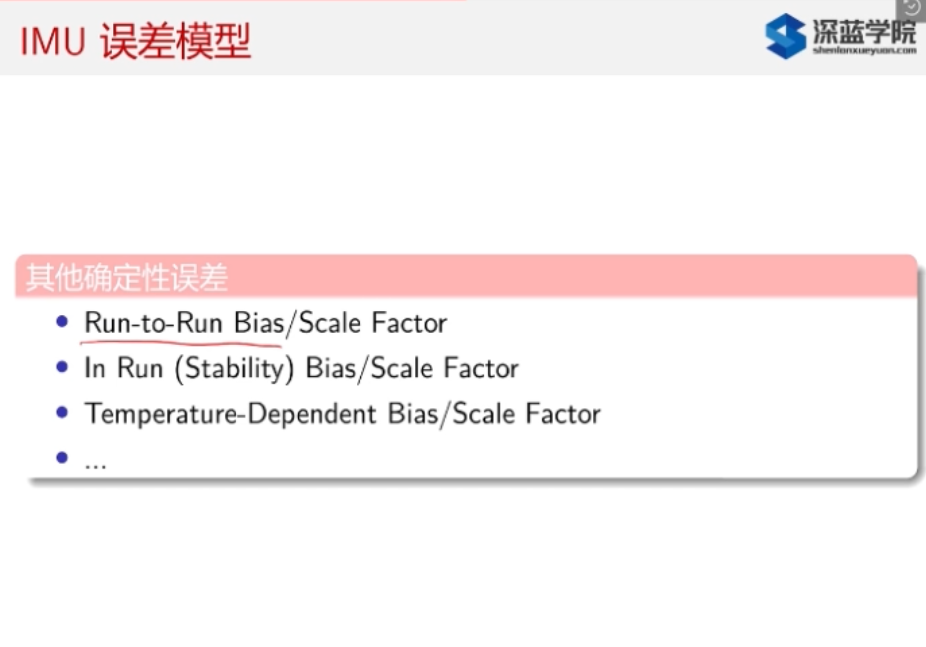 IMU 误差模型
深蓝学院
shenlanxueyuan.com
其他确定性误差
Run-to-Run Bias/Scale Factor
In Run (Stability) Bias/Scale Factor
Temperature-Dependent Bias/Scale Factor
...